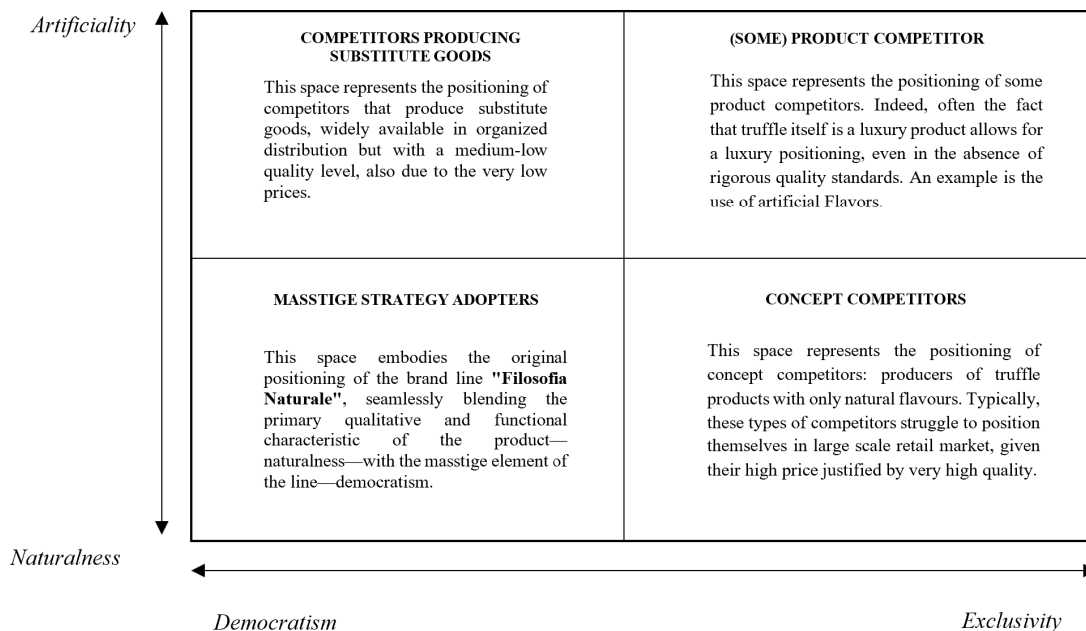 Artificiality
COMPETITORS PRODUCING
SUBSTITUTE GOODS
This space represents the positioning of
competitors that produce substitute
goods, widely available in organized
distribution but with a medium-low
quality level, also due to the very low
prices.
(SOME) PRODUCT COMPETITOR
This space represents the positioning of some
product competitors. Indeed, often the fact
that truffle itself is a luxury product allows for
a luxury positioning, even in the absence of
rigorous quality standards. An example is the
use of artificial Flavors.
MASSTIGE STRATEGY ADOPTERS
This space embodies the original
positioning of the brand line "Filosofia
Naturale", seamlessly blending the
primary qualitative and functional
characteristic of the product—
naturalness—with the masstige element of
the line—democratism.
CONCEPT COMPETITORS
This space represents the positioning of
concept competitors: producers of truffle
products with only natural flavours. Typically,
these types of competitors struggle to position
themselves in large scale retail market, given
their high price justified by very high quality.
Naturalness
Democratism
Exclusivity